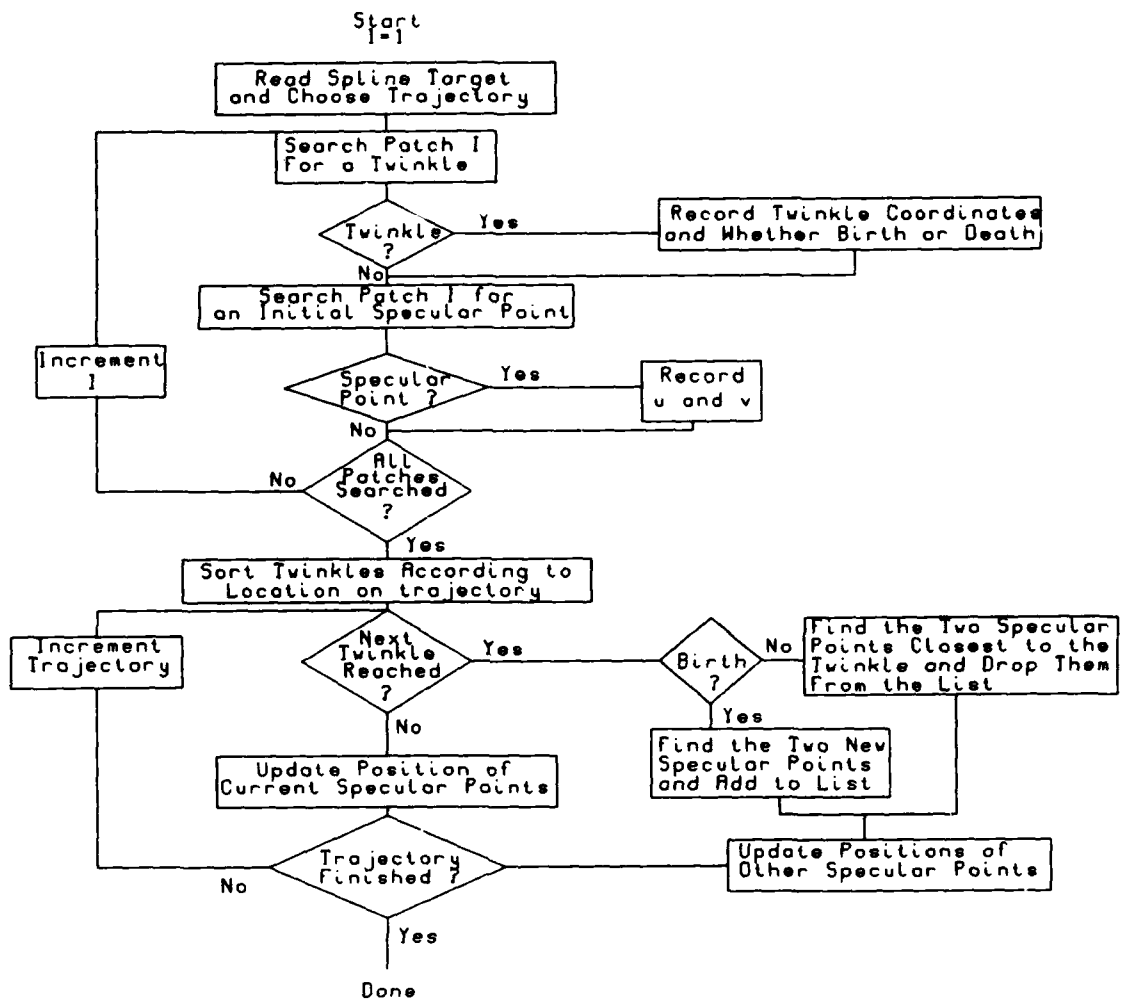 Start
I=1
Read Spline Target
and Choose Trajectory
Search Patch I
For a Twinkle
Twinkle
?
Yes
Record Twinkle Coordinates
and Whether Birth or Death
No
Search Patch I for
an Initial Specular Point
Increment
I
Specular
Point ?
Yes
Record
u and v
No
All
Patches
Searched
?
No
Yes
Sort Twinkles According to
Location on trajectory
Increment
Trajectory
Next
Twinkle
Reached
?
Yes
Birth
?
No
Find the Two Specular
Points Closest to the
Twinkle and Drop Them
From the List
No
Yes
Find the Two New
Specular Points
and Add to List
Update Position of
Current Specular Points
Trajectory
Finished ?
No
Update Positions of
Other Specular Points
Yes
Done